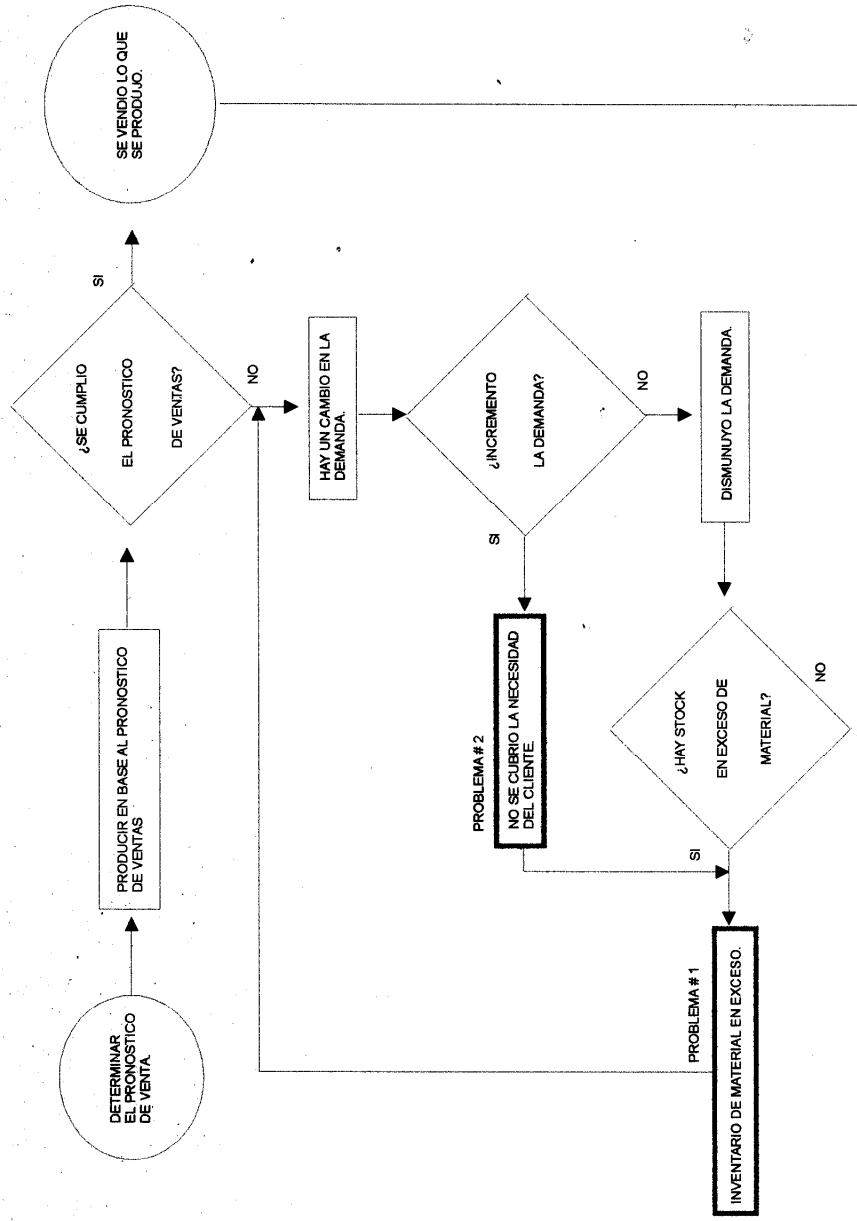 DETERMINAR
EL PRONOSTICO
DE VENTA.
PRODUCIR EN BASE AL PRONOSTICO
DE VENTAS
¿SE CUMPLIO
EL PRONOSTICO
DE VENTAS?
SI
SE VENDIO LO QUE
SE PRODUJO.
NO
HAY UN CAMBIO EN LA
DEMANDA.
¿INCREMENTO
LA DEMANDA?
SI
NO
PROBLEMA # 2
NO SE CUBRIO LA NECESIDAD
DEL CLIENTE.
DISMUNUYO LA DEMANDA.
¿HAY STOCK
EN EXCESO DE
MATERIAL?
SI
NO
PROBLEMA # 1
INVENTARIO DE MATERIAL EN EXCESO.